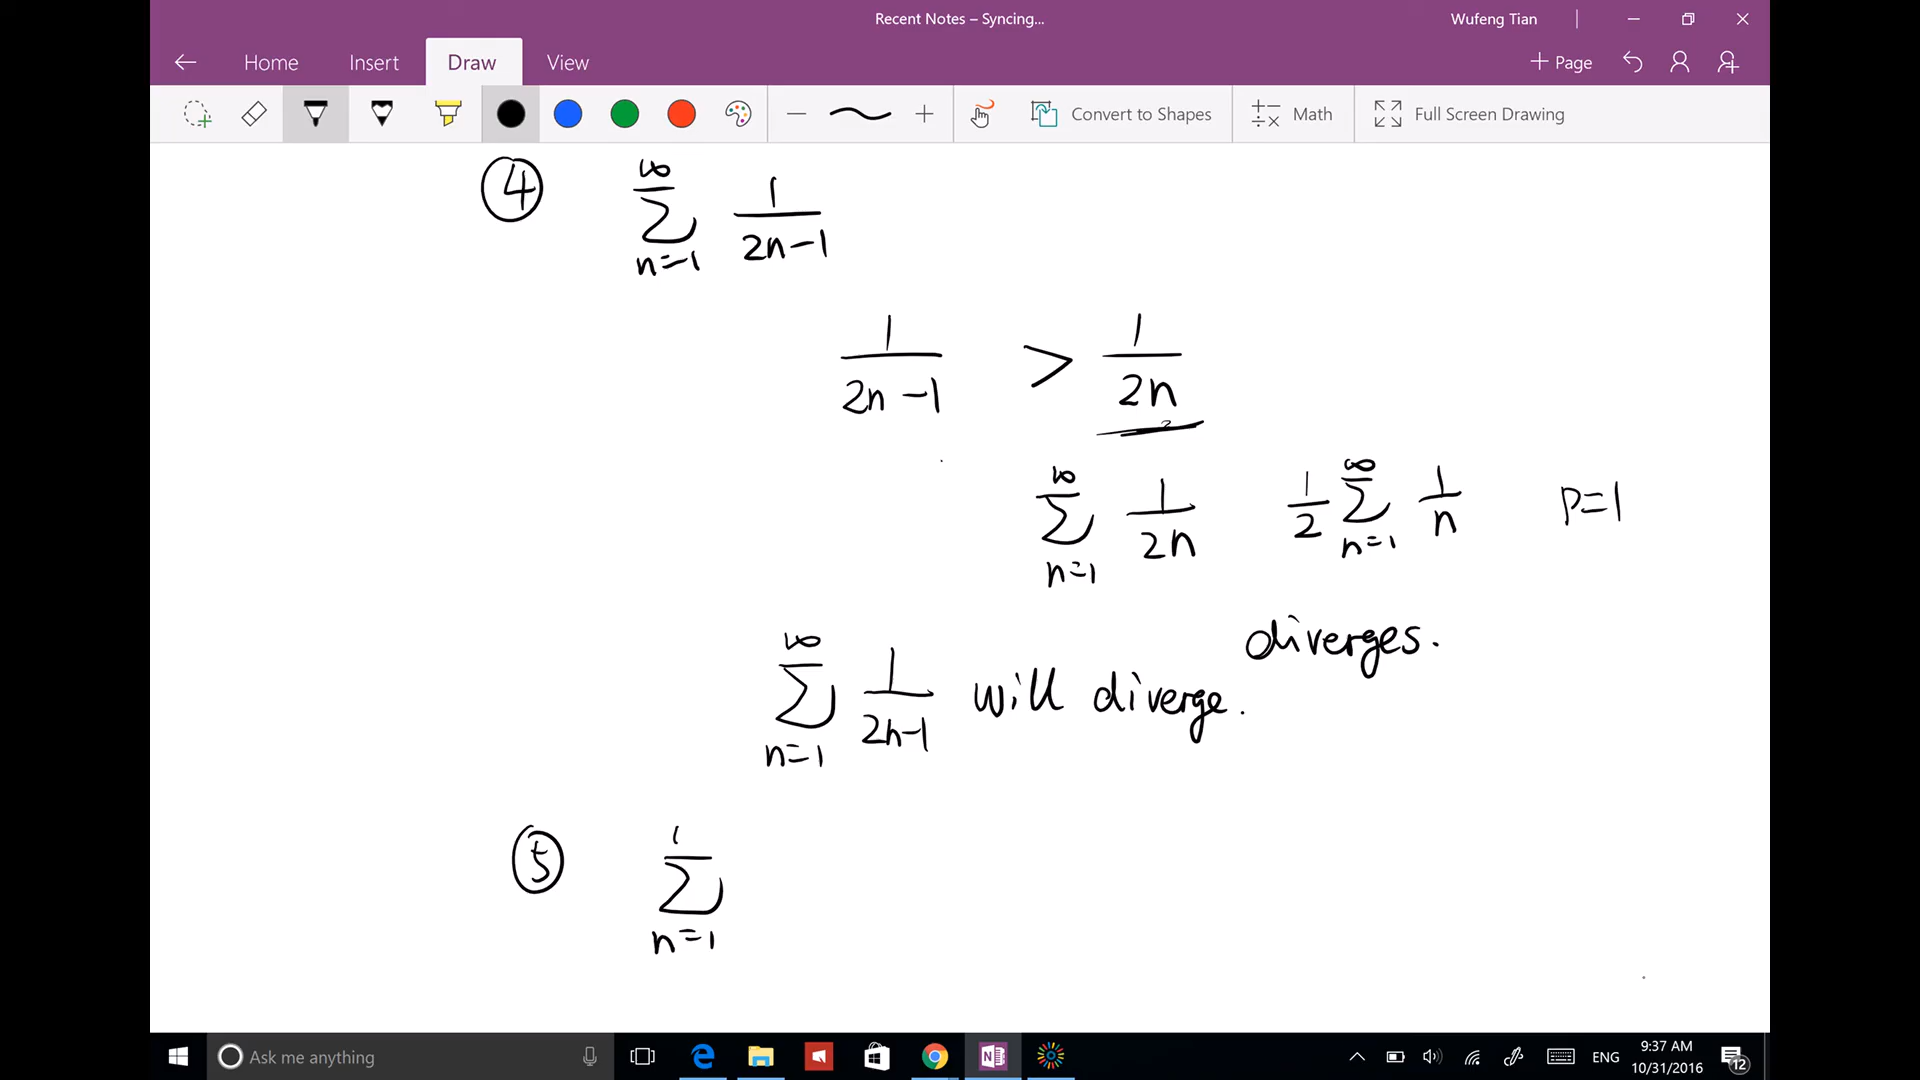 Recent Notes – Syncing...
Wufeng Tian
Home Insert Draw View
Page
Convert to Shapes Math Full Screen Drawing
④ ∞ ∑ n=1 1/(2n-1)
1/(2n-1) > 1/(2n)
∞ ∑ n=1 1/(2n) 1/2 ∞ ∑ n=1 1/n P=1
diverges.
∞ ∑ n=1 1/(2n-1) will diverge.
⑤ ∑ n=1
Ask me anything
ENG
9:37 AM
10/31/2016
12